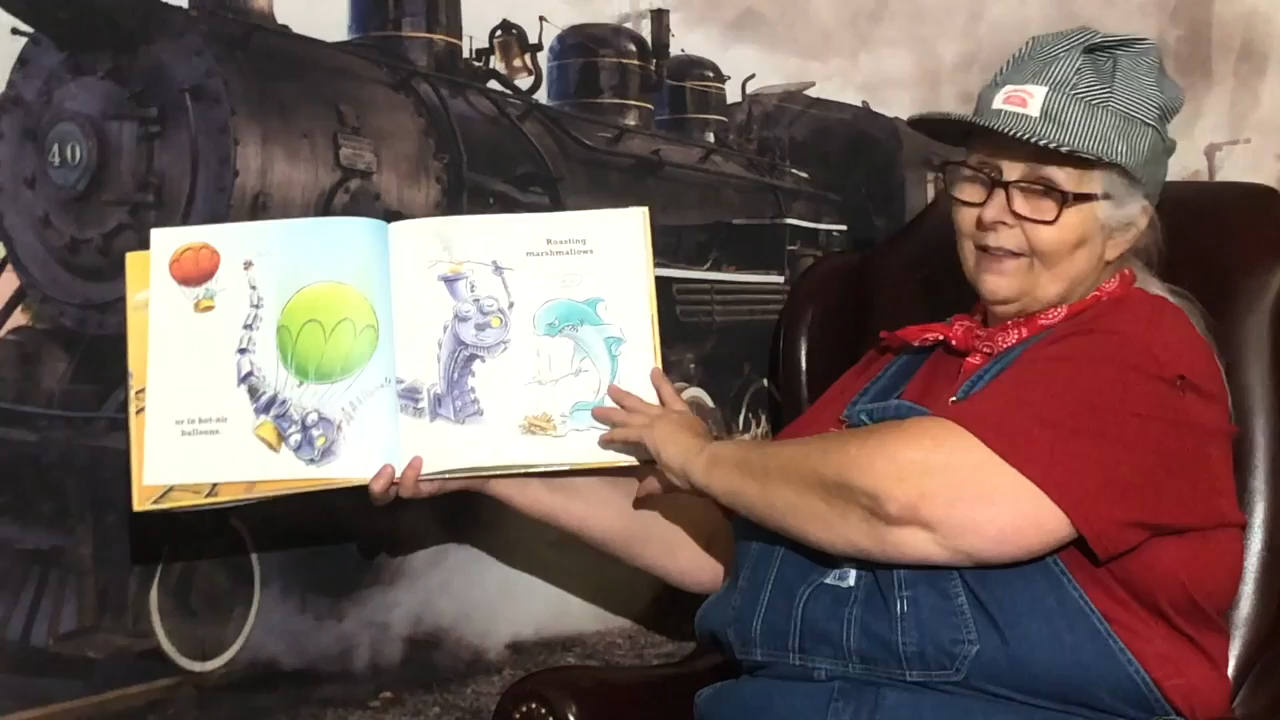 40
or in hot-air
balloons.
Roasting
marshmallows